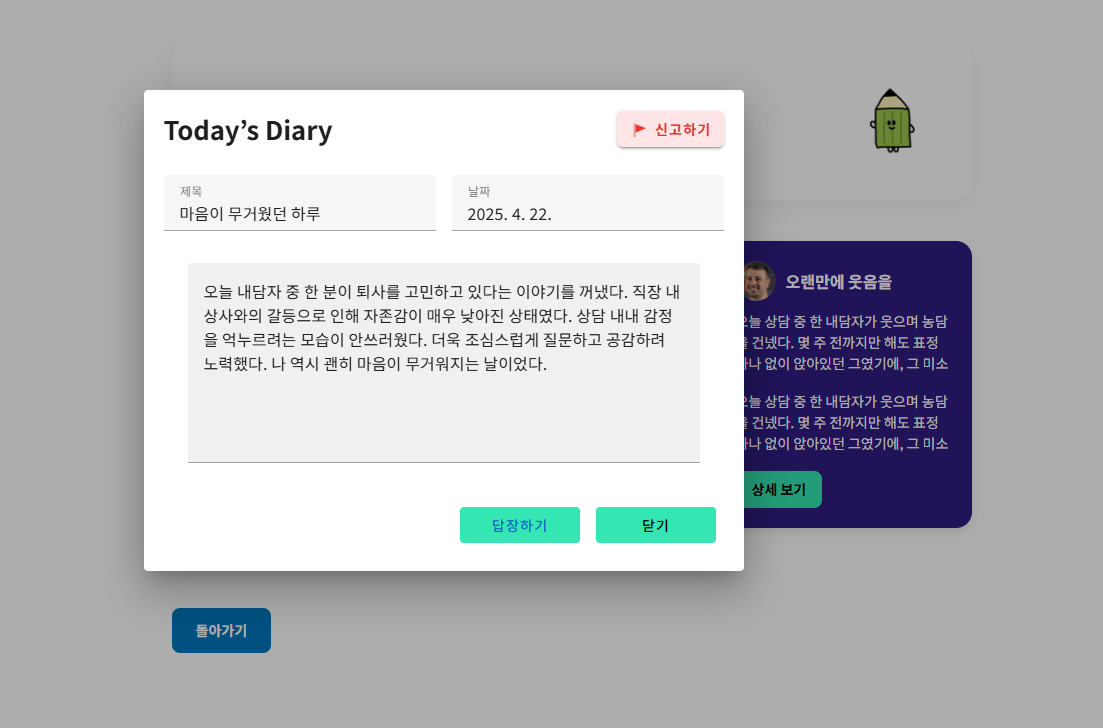 Today’s Diary
신고하기
제목
마음이 무거웠던 하루
날짜
2025. 4. 22.
오늘 내담자 중 한 분이 퇴사를 고민하고 있다는 이야기를 꺼냈다. 직장 내
상사와의 갈등으로 인해 자존감이 매우 낮아진 상태였다. 상담 내내 감정
을 억누르려는 모습이 안쓰러웠다. 더욱 조심스럽게 질문하고 공감하려
노력했다. 나 역시 괜히 마음이 무거워지는 날이었다.
답장하기
닫기
오랜만에 웃음을
상담 중 한 내담자가 웃으며 농담
건넸다. 몇 주 전까지만 해도 표정
없이 앉아있던 그였기에, 그 미소
상담 중 한 내담자가 웃으며 농담
건넸다. 몇 주 전까지만 해도 표정
없이 앉아있던 그였기에, 그 미소
상세 보기
돌아가기